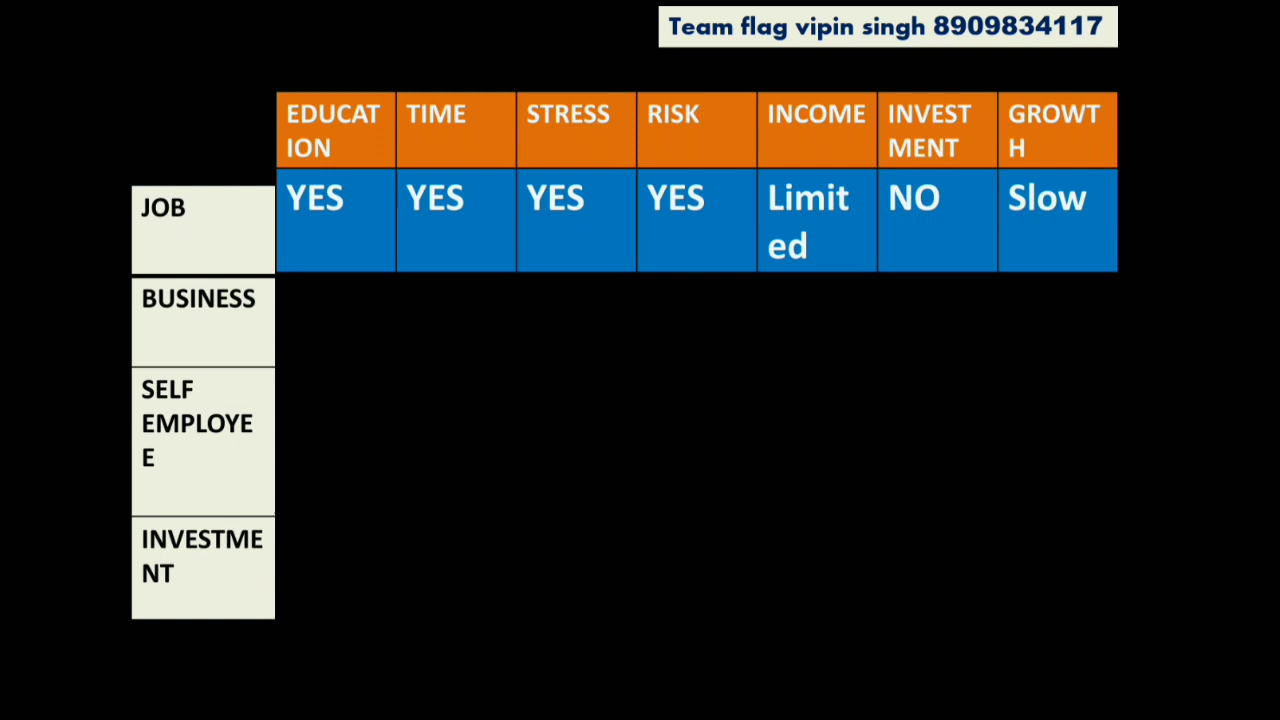 Team flag vipin singh 8909834117
EDUCAT
ION
TIME
STRESS
RISK
INCOME
INVEST
MENT
GROWT
H
JOB
YES
YES
YES
YES
Limit
ed
NO
Slow
BUSINESS
SELF
EMPLOYE
E
INVESTME
NT